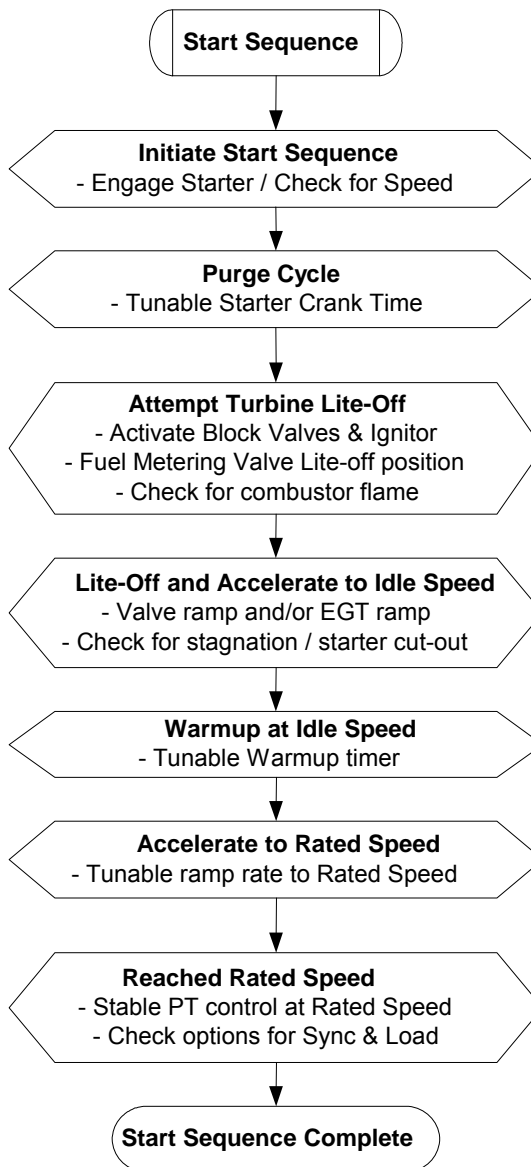 Start Sequence
Initiate Start Sequence
- Engage Starter / Check for Speed
Purge Cycle
- Tunable Starter Crank Time
Attempt Turbine Lite-Off
- Activate Block Valves & Ignitor
- Fuel Metering Valve Lite-off position
- Check for combustor flame
Lite-Off and Accelerate to Idle Speed
- Valve ramp and/or EGT ramp
- Check for stagnation / starter cut-out
Warmup at Idle Speed
- Tunable Warmup timer
Accelerate to Rated Speed
- Tunable ramp rate to Rated Speed
Reached Rated Speed
- Stable PT control at Rated Speed
- Check options for Sync & Load
Start Sequence Complete